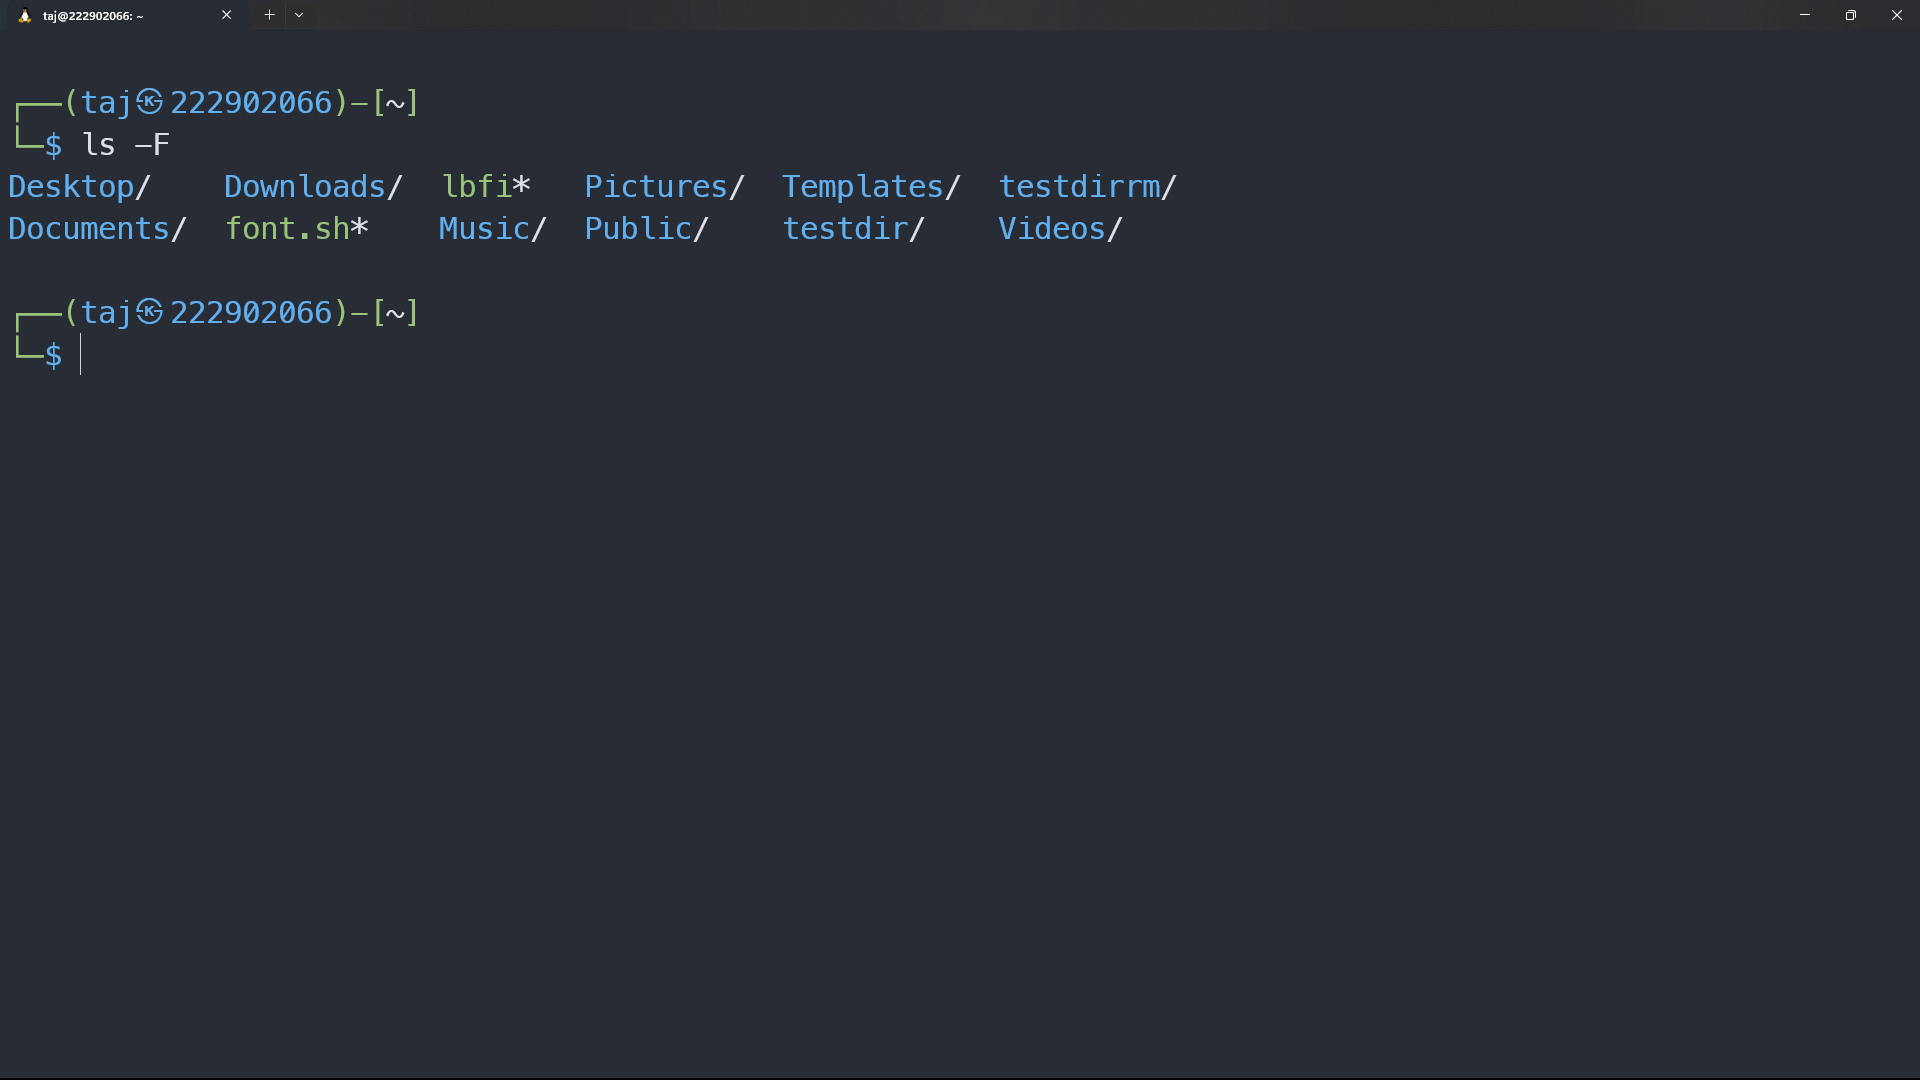 taj@222902066: ~
┌──(taj㉿222902066)-[~]
└─$ ls -F
Desktop/    Downloads/  lbfi*   Pictures/  Templates/  testdirrm/
Documents/  font.sh*    Music/  Public/    testdir/    Videos/
┌──(taj㉿222902066)-[~]
└─$